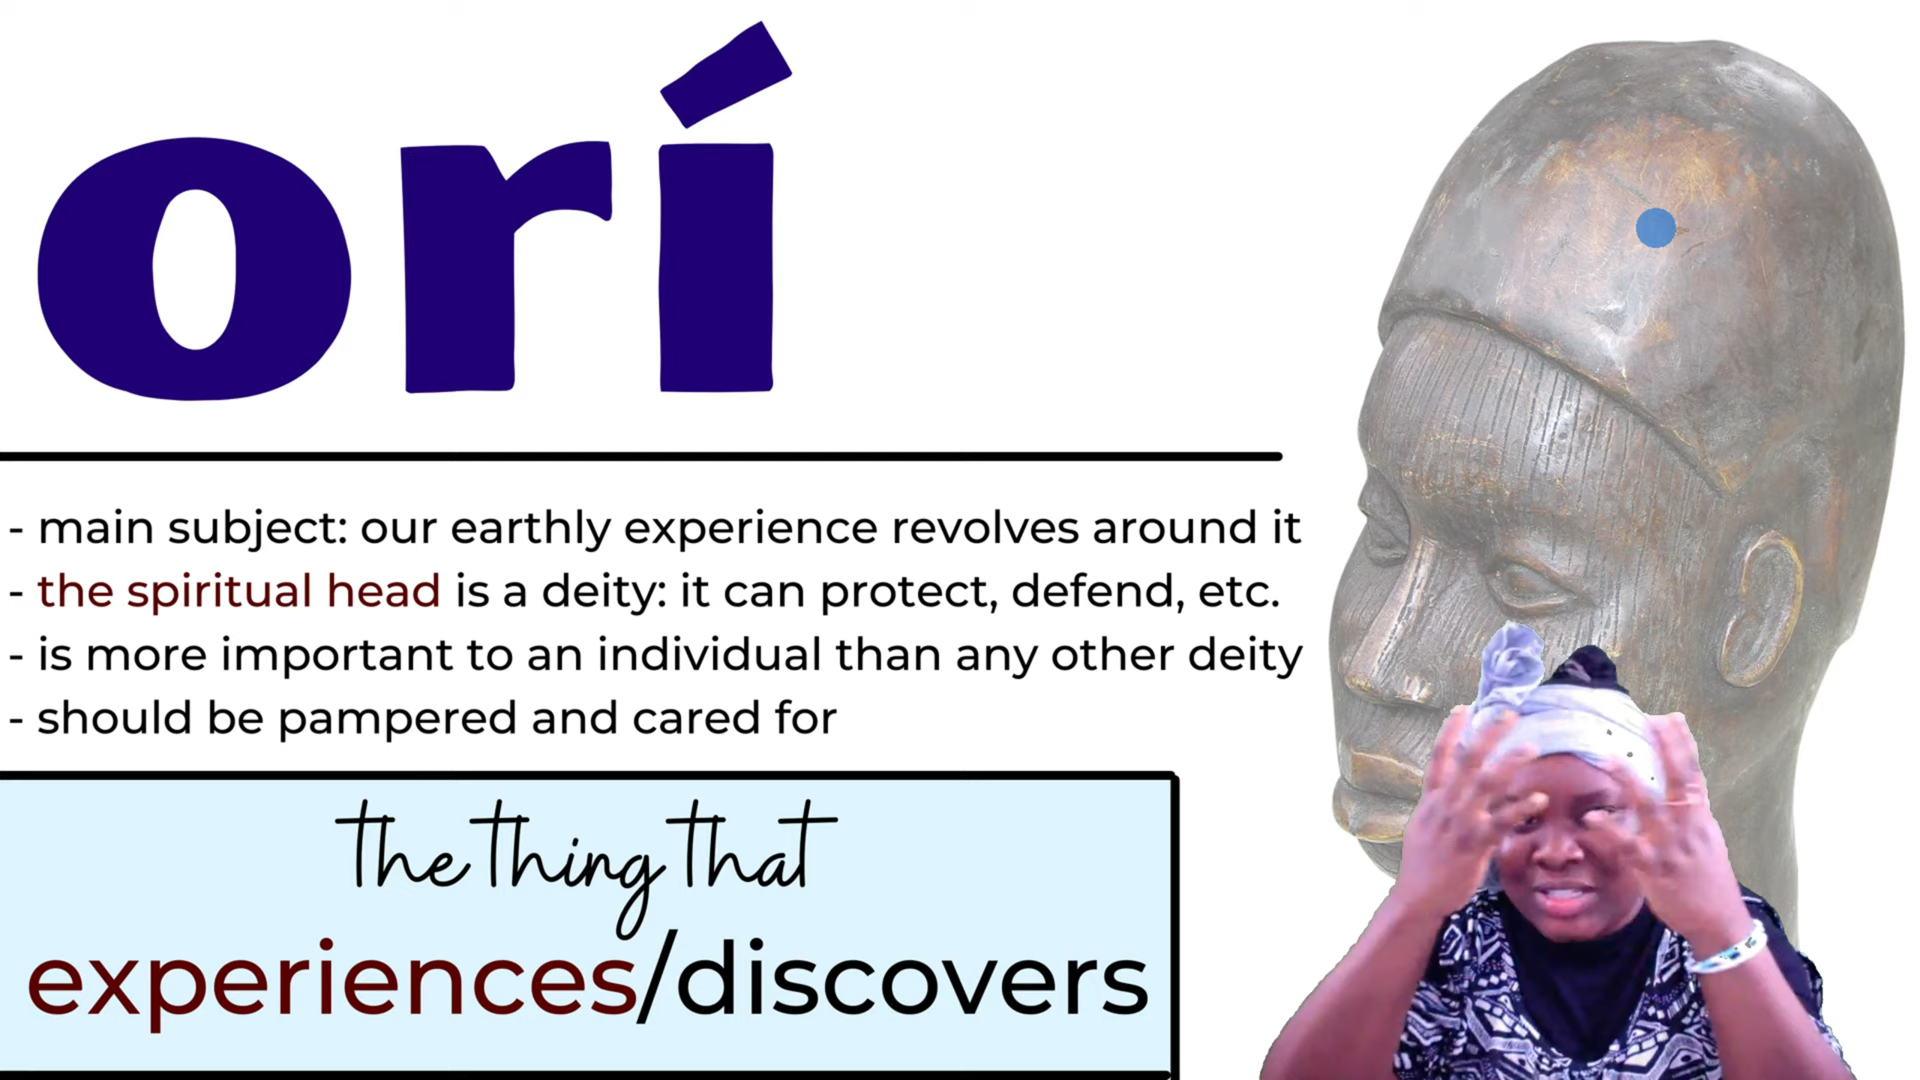 orí
- main subject: our earthly experience revolves around it
- the spiritual head is a deity: it can protect, defend, etc.
- is more important to an individual than any other deity
- should be pampered and cared for
the thing that
experiences/discovers